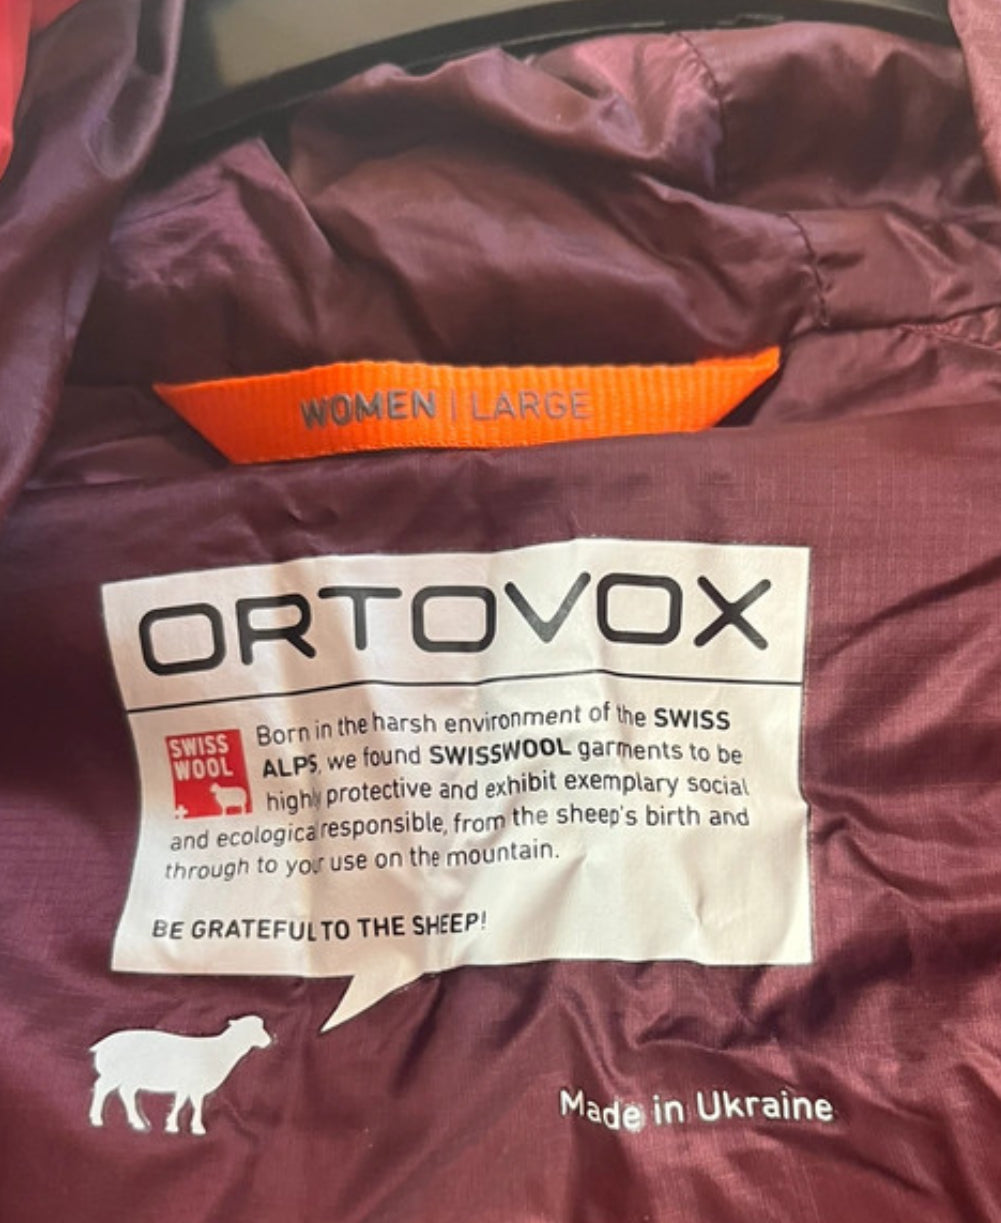 WOMEN | LARGE
ORTOVOX
SWISS
WOOL
Born in the harsh environment of the SWISS
ALPS, we found SWISSWOOL garments to be
highly protective and exhibit exemplary social
and ecological responsible, from the sheep's birth and
through to your use on the mountain.
BE GRATEFUL TO THE SHEEP!
Made in Ukraine